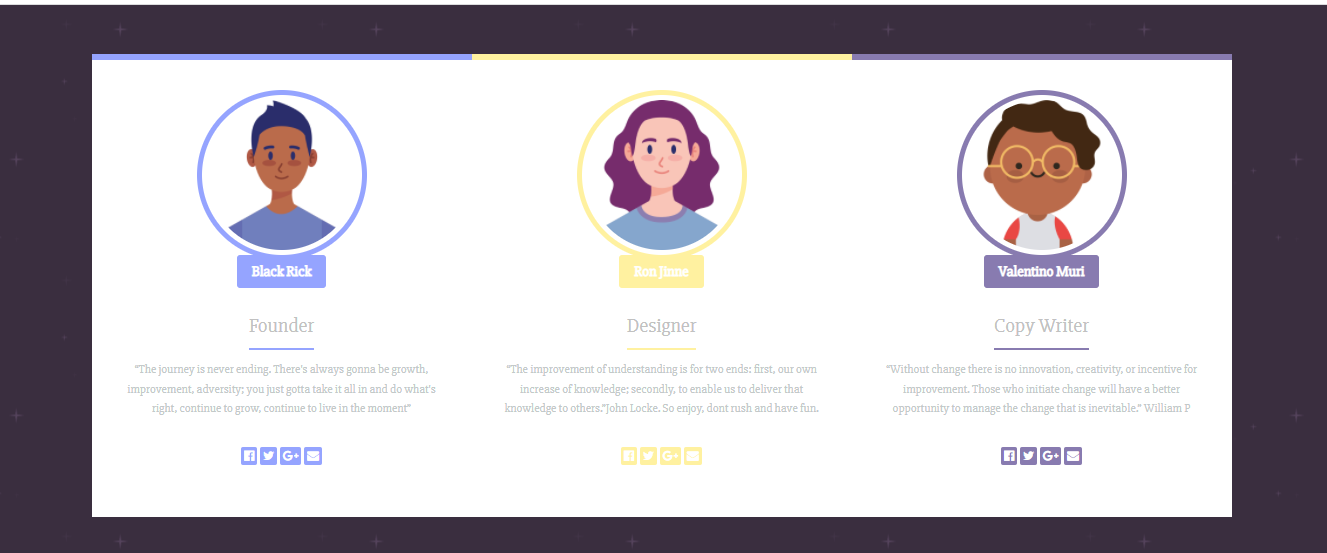 Black Rick
Founder
"The journey is never ending. There's always gonna be growth,
improvement, adversity; you just gotta take it all in and do what's
right, continue to grow, continue to live in the moment"
Ron Jinne
Designer
"The improvement of understanding is for two ends: first, our own
increase of knowledge; secondly, to enable us to deliver that
knowledge to others."John Locke. So enjoy, dont rush and have fun.
Valentino Muri
Copy Writer
"Without change there is no innovation, creativity, or incentive for
improvement. Those who initiate change will have a better
opportunity to manage the change that is inevitable." William P